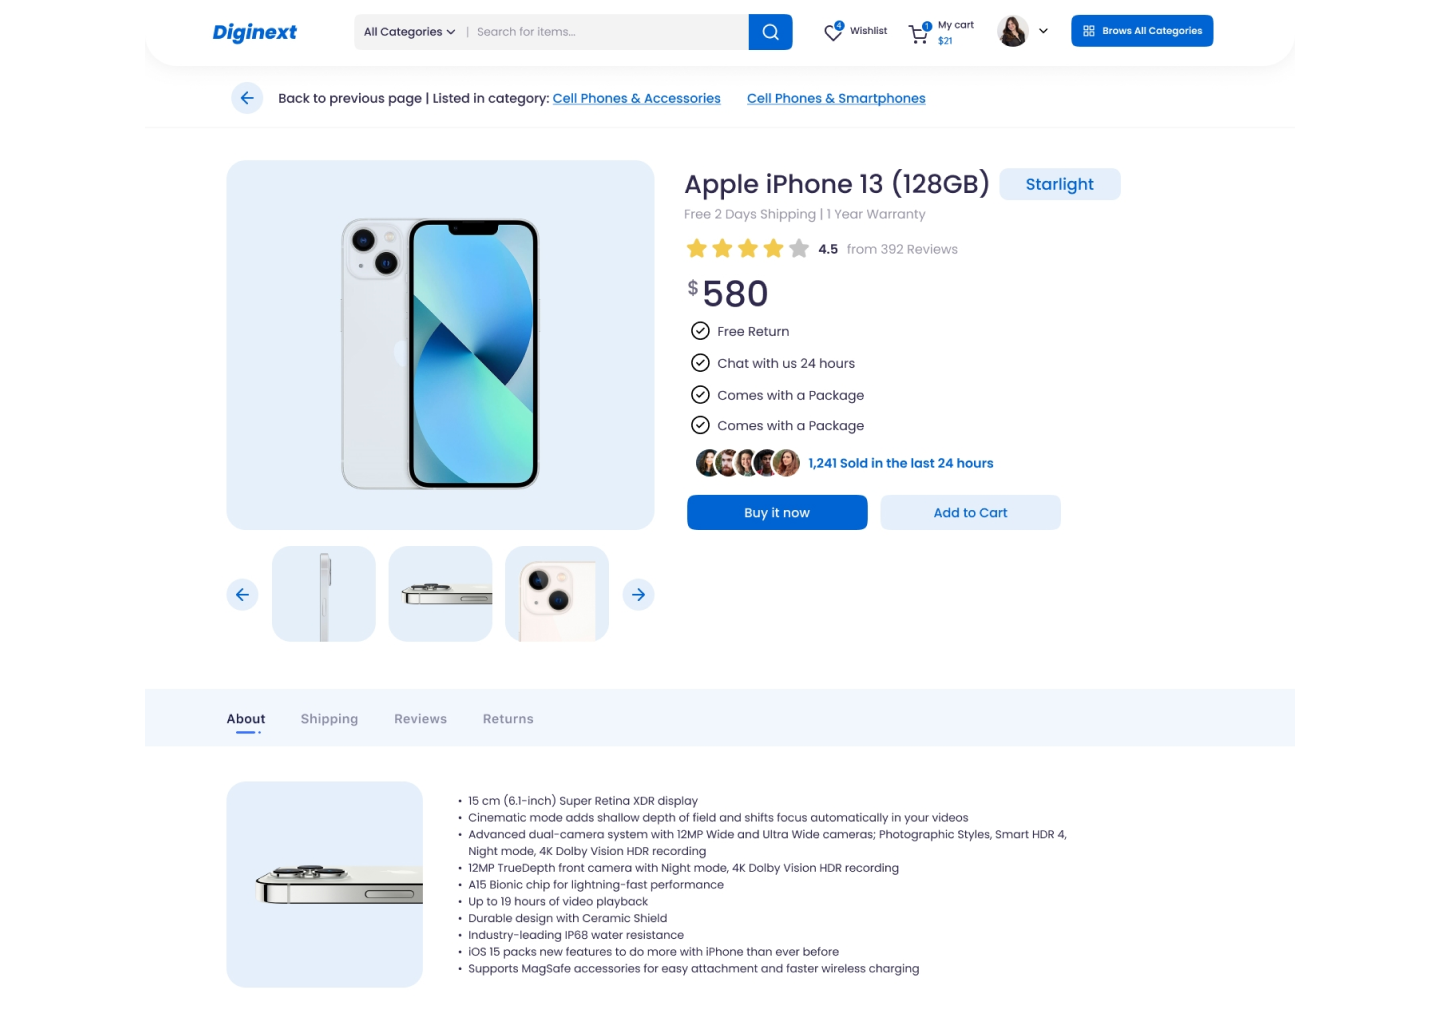 Diginext
All Categories | Search for items...
4 Wishlist
1 My cart
$21
Brows All Categories
Back to previous page | Listed in category: Cell Phones & Accessories Cell Phones & Smartphones
Apple iPhone 13 (128GB) Starlight
Free 2 Days Shipping | 1 Year Warranty
4.5 from 392 Reviews
$580
Free Return
Chat with us 24 hours
Comes with a Package
Comes with a Package
1,241 Sold in the last 24 hours
Buy it now Add to Cart
About Shipping Reviews Returns
• 15 cm (6.1-inch) Super Retina XDR display
• Cinematic mode adds shallow depth of field and shifts focus automatically in your videos
• Advanced dual-camera system with 12MP Wide and Ultra Wide cameras; Photographic Styles, Smart HDR 4,
Night mode, 4K Dolby Vision HDR recording
• 12MP TrueDepth front camera with Night mode, 4K Dolby Vision HDR recording
• A15 Bionic chip for lightning-fast performance
• Up to 19 hours of video playback
• Durable design with Ceramic Shield
• Industry-leading IP68 water resistance
• iOS 15 packs new features to do more with iPhone than ever before
• Supports MagSafe accessories for easy attachment and faster wireless charging